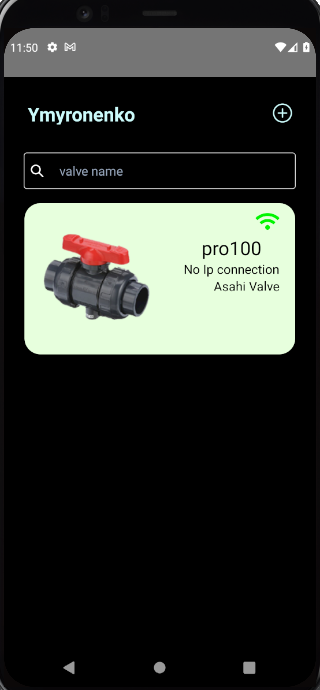 11:50
Ymyronenko
valve name
pro100
No Ip connection
Asahi Valve